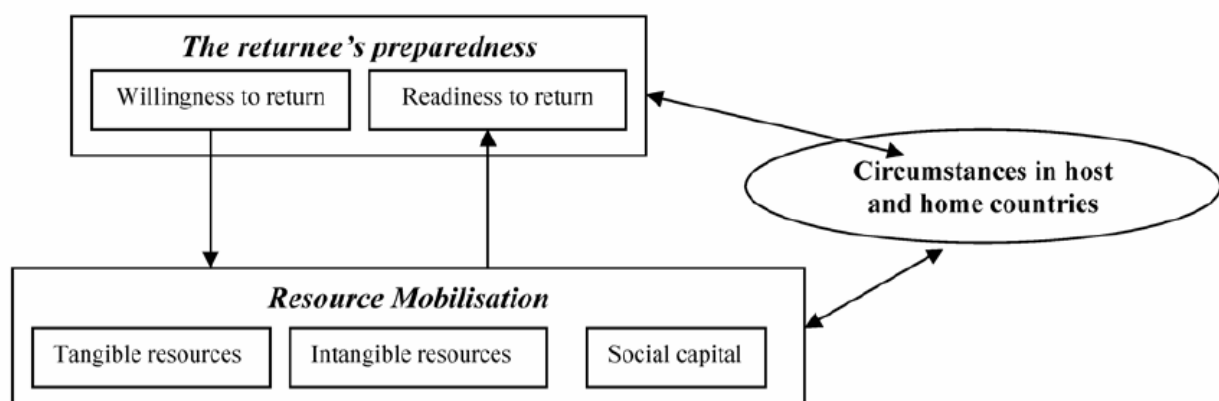 The returnee's preparedness
Willingness to return
Readiness to return
Circumstances in host
and home countries
Resource Mobilisation
Tangible resources
Intangible resources
Social capital